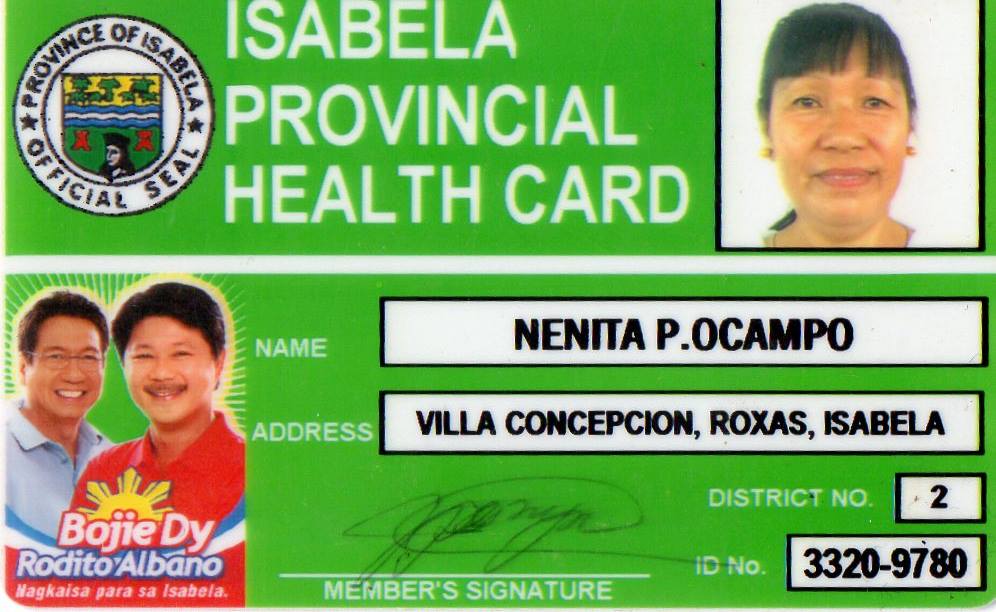 PROVINCE OF ISABELA
OFFICIAL SEAL
ISABELA
PROVINCIAL
HEALTH CARD
NAME
NENITA P.OCAMPO
ADDRESS
VILLA CONCEPCION, ROXAS, ISABELA
DISTRICT NO.
2
ID No.
3320-9780
MEMBER'S SIGNATURE
Bojie Dy
Rodito Albano
Nagkaisa para sa Isabela.